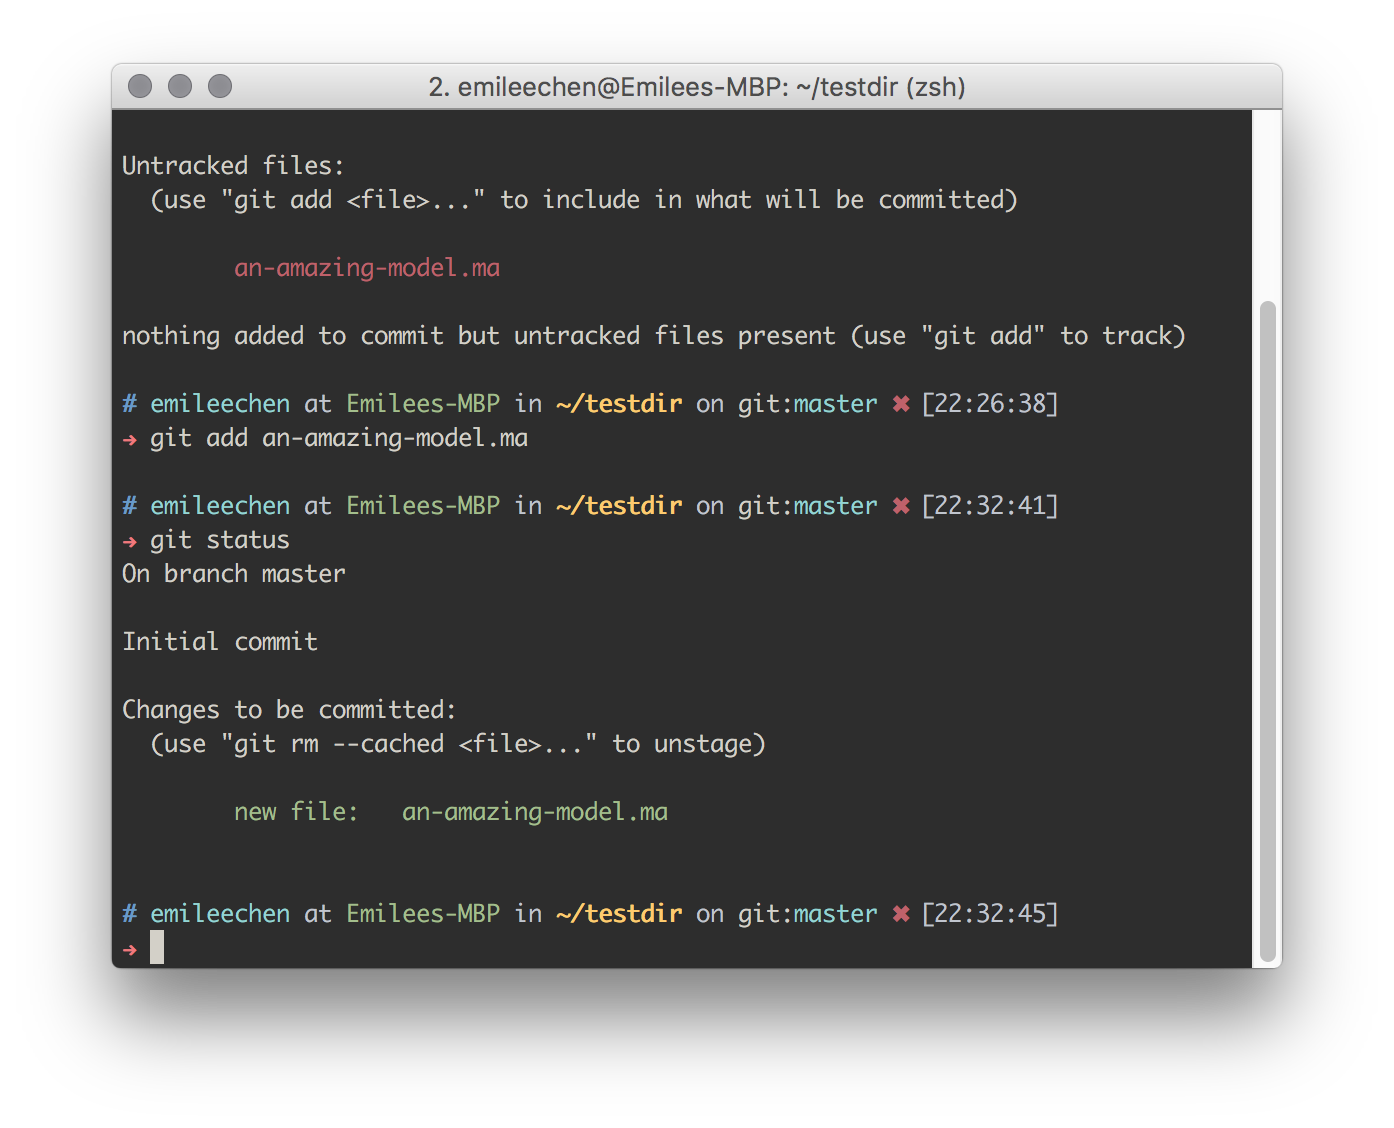 2. emileechen@Emilees-MBP: ~/testdir (zsh)
Untracked files:
  (use "git add <file>..." to include in what will be committed)
        an-amazing-model.ma
nothing added to commit but untracked files present (use "git add" to track)
# emileechen at Emilees-MBP in ~/testdir on git:master ✖ [22:26:38]
→ git add an-amazing-model.ma
# emileechen at Emilees-MBP in ~/testdir on git:master ✖ [22:32:41]
→ git status
On branch master
Initial commit
Changes to be committed:
  (use "git rm --cached <file>..." to unstage)
        new file:   an-amazing-model.ma
# emileechen at Emilees-MBP in ~/testdir on git:master ✖ [22:32:45]
→